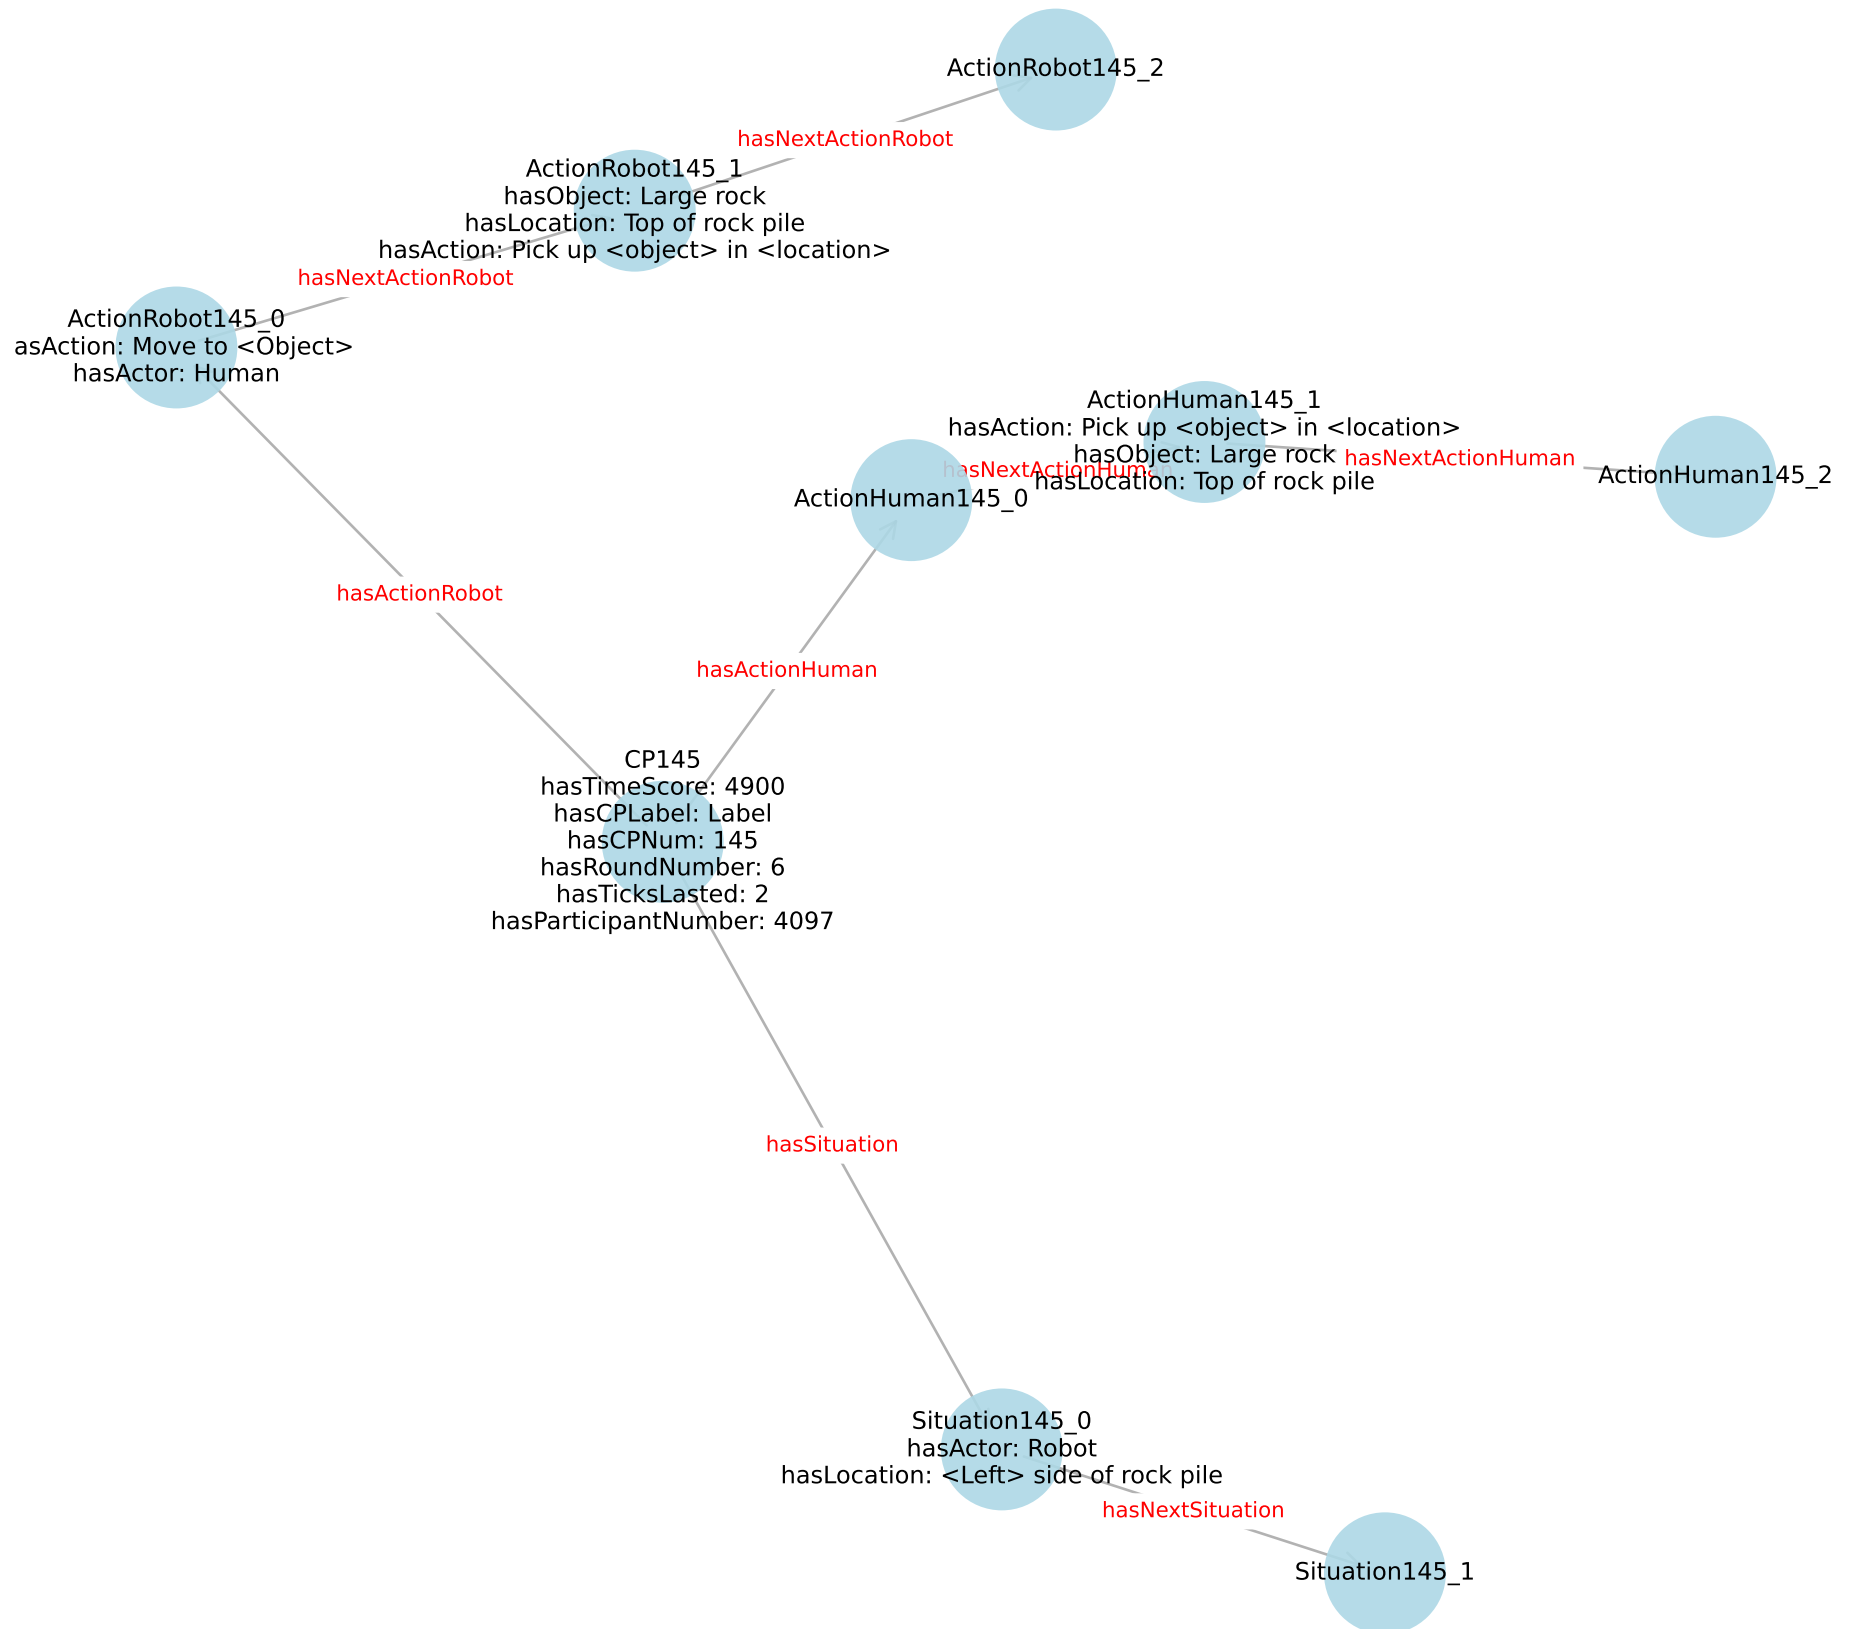 ActionRobot145_2
hasNextActionRobot
ActionRobot145_1
hasObject: Large rock
hasLocation: Top of rock pile
hasAction: Pick up <object> in <location>
hasNextActionRobot
ActionRobot145_0
asAction: Move to <Object>
hasActor: Human
ActionHuman145_1
hasAction: Pick up <object> in <location>
hasObject: Large rock
hasLocation: Top of rock pile
hasNextActionHuman
hasNextActionHuman
ActionHuman145_2
ActionHuman145_0
hasActionRobot
hasActionHuman
CP145
hasTimeScore: 4900
hasCPLabel: Label
hasCPNum: 145
hasRoundNumber: 6
hasTicksLasted: 2
hasParticipantNumber: 4097
hasSituation
Situation145_0
hasActor: Robot
hasLocation: <Left> side of rock pile
hasNextSituation
Situation145_1